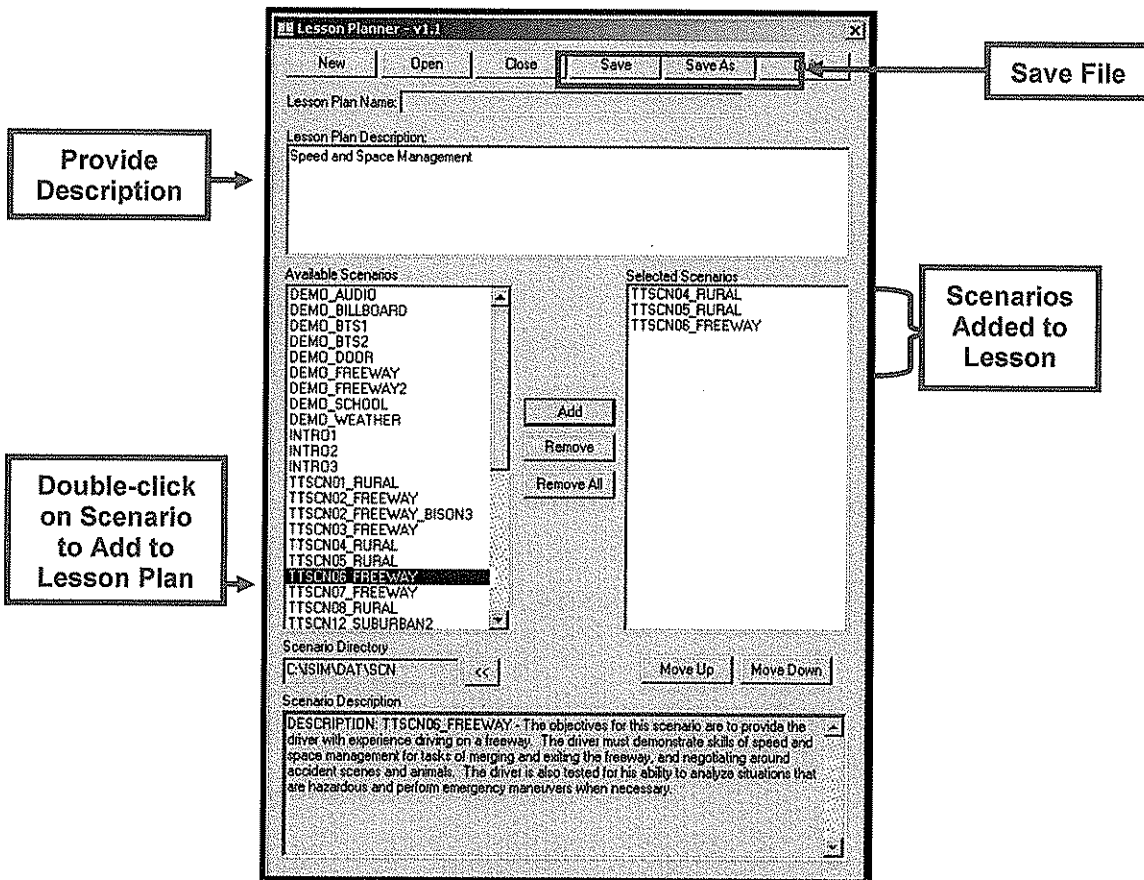 Lesson Planner - v1.1
New Open Close Save Save As
Save File
Lesson Plan Name:
Lesson Plan Description:
Speed and Space Management
Provide
Description
Available Scenarios
DEMO_AUDIO
DEMO_BILLBOARD
DEMO_BTS1
DEMO_BTS2
DEMO_DOOR
DEMO_FREEWAY
DEMO_FREEWAY2
DEMO_SCHOOL
DEMO_WEATHER
INTRO1
INTRO2
INTRO3
TTSCN01_RURAL
TTSCN02_FREEWAY
TTSCN02_FREEWAY_BISON3
TTSCN03_FREEWAY
TTSCN04_RURAL
TTSCN05_RURAL
TTSCN06_FREEWAY
TTSCN07_FREEWAY
TTSCN08_RURAL
TTSCN12_SUBURBAN2
Add
Remove
Remove All
Selected Scenarios
TTSCN04_RURAL
TTSCN05_RURAL
TTSCN06_FREEWAY
Scenarios
Added to
Lesson
Double-click
on Scenario
to Add to
Lesson Plan
Scenario Directory
C:\ISIM\DAT\SCN <<
Move Up Move Down
Scenario Description
DESCRIPTION: TTSCN06_FREEWAY - The objectives for this scenario are to provide the
driver with experience driving on a freeway. The driver must demonstrate skills of speed and
space management for tasks of merging and exiting the freeway, and negotiating around
accident scenes and animals. The driver is also tested for his ability to analyze situations that
are hazardous and perform emergency maneuvers when necessary.